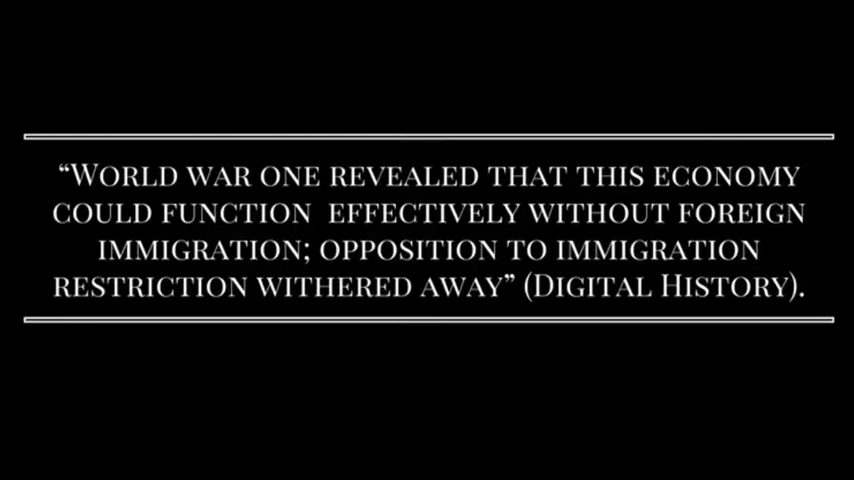 “World war one revealed that this economy
could function  effectively without foreign
immigration; opposition to immigration
restriction withered away” (Digital History).